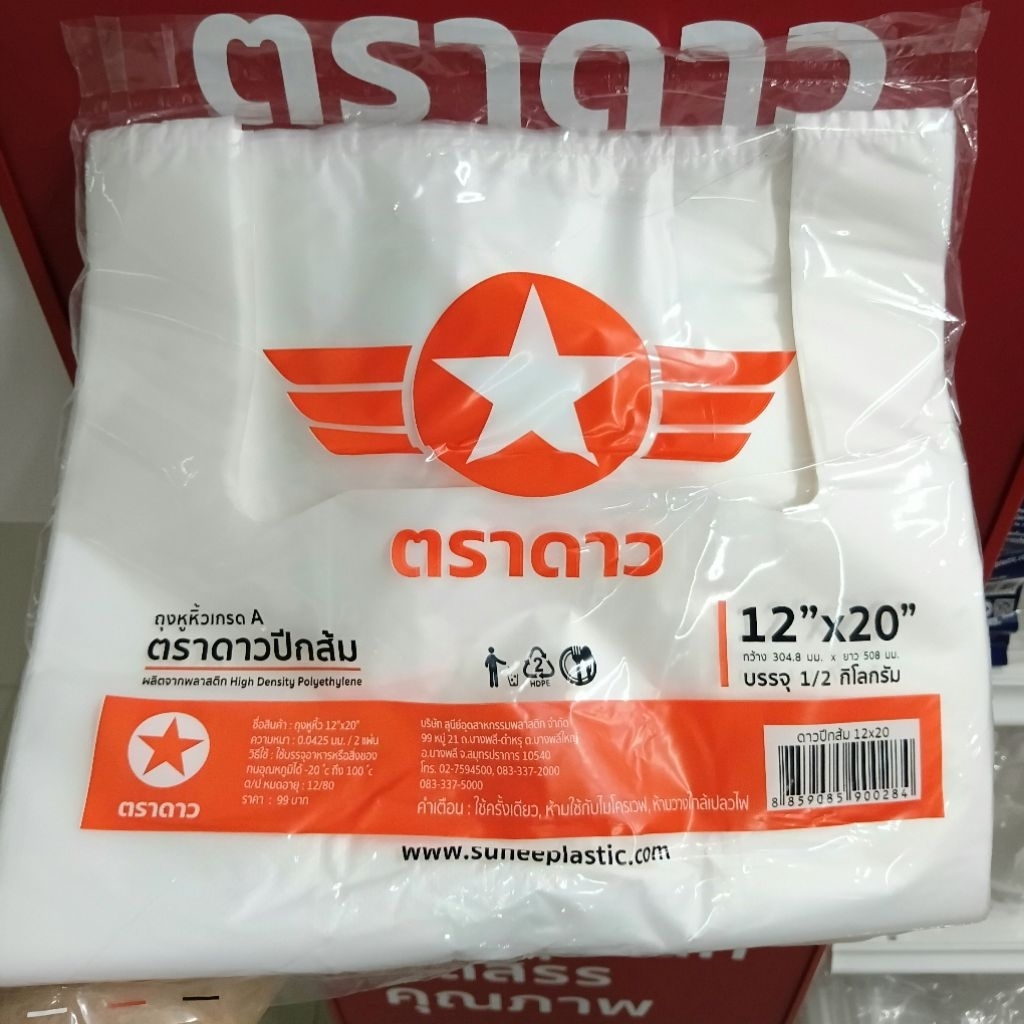 ตราดาว
ตราดาว
ถุงหูหิ้วเกรด A
ตราดาวปีกส้ม
ผลิตจากพลาสติก High Density Polyethylene
2
HDPE
12”x20”
กว้าง 304.8 มม. x ยาว 508 มม.
บรรจุ 1/2 กิโลกรัม
ตราดาว
ชื่อสินค้า : ถุงหูหิ้ว 12"x20"
ความหนา : 0.0425 มม. / 2 แผ่น
วิธีใช้ : ใช้บรรจุอาหารหรือสิ่งของ
ทนอุณหภูมิได้ -20 ˚c ถึง 100 ˚c
ด/ป หมดอายุ : 12/80
ราคา : 99 บาท
บริษัท สุนีย์อุตสาหกรรมพลาสติก จำกัด
99 หมู่ 21 ถ.บางพลี-ตำหรุ ต.บางพลีใหญ่
อ.บางพลี จ.สมุทรปราการ 10540
โทร. 02-7594500, 083-337-2000
083-337-5000
คำเตือน : ใช้ครั้งเดียว, ห้ามใช้กับไมโครเวฟ, ห้ามวางใกล้เปลวไฟ
ดาวปีกส้ม 12x20
8 859085 900284
www.suneeplastic.com
คุณภาพ